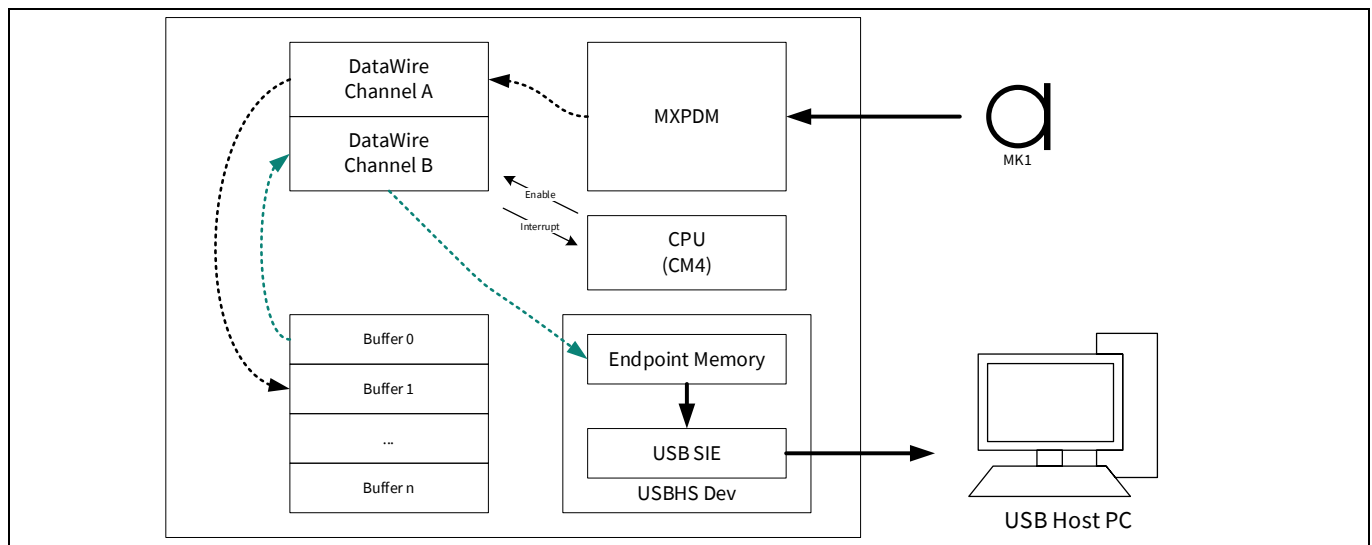 DataWire
Channel A
DataWire
Channel B
MXPDM
MK1
Enable
Interrupt
CPU
(CM4)
Buffer 0
Buffer 1
...
Buffer n
Endpoint Memory
USB SIE
USBHS Dev
USB Host PC